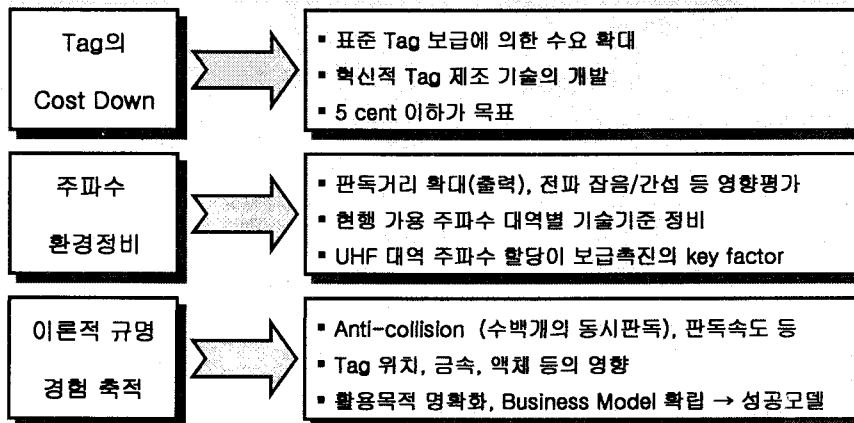 Tag의
Cost Down
▪ 표준 Tag 보급에 의한 수요 확대
▪ 혁신적 Tag 제조 기술의 개발
▪ 5 cent 이하가 목표
주파수
환경정비
▪ 판독거리 확대(출력), 전파 잡음/간섭 등 영향평가
▪ 현행 가용 주파수 대역별 기술기준 정비
▪ UHF 대역 주파수 할당이 보급촉진의 key factor
이론적 규명
경험 축적
▪ Anti-collision (수백개의 동시판독), 판독속도 등
▪ Tag 위치, 금속, 액체 등의 영향
▪ 활용목적 명확화, Business Model 확립 → 성공모델